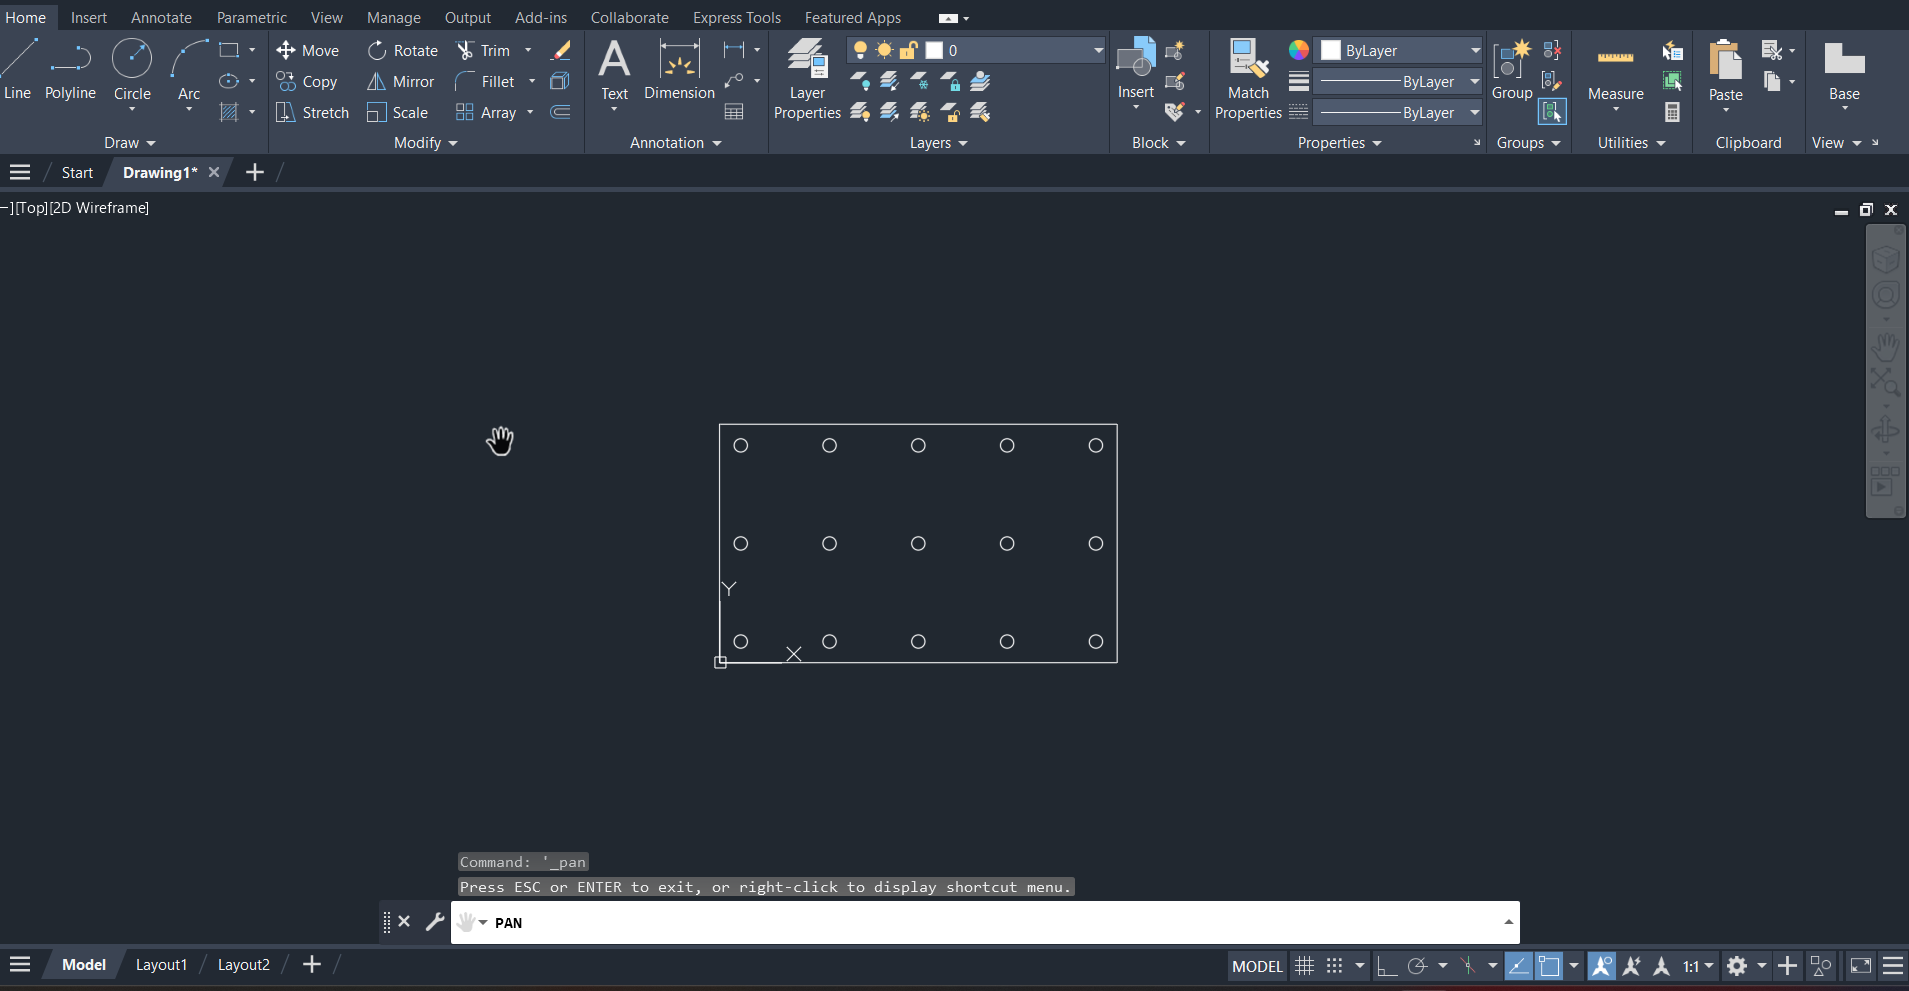 Home Insert Annotate Parametric View Manage Output Add-ins Collaborate Express Tools Featured Apps
Line Polyline Circle Arc
Move Rotate Trim
Copy Mirror Fillet
Stretch Scale Array
Text Dimension
Layer Properties
0
Insert
Match Properties
ByLayer
ByLayer
ByLayer
Group
Measure
Paste
Base
Draw Modify Annotation Layers Block Properties Groups Utilities Clipboard View
Start Drawing1* +
−][Top][2D Wireframe]
Y
X
Command: '_pan
Press ESC or ENTER to exit, or right-click to display shortcut menu.
PAN
Model Layout1 Layout2 +
MODEL 1:1